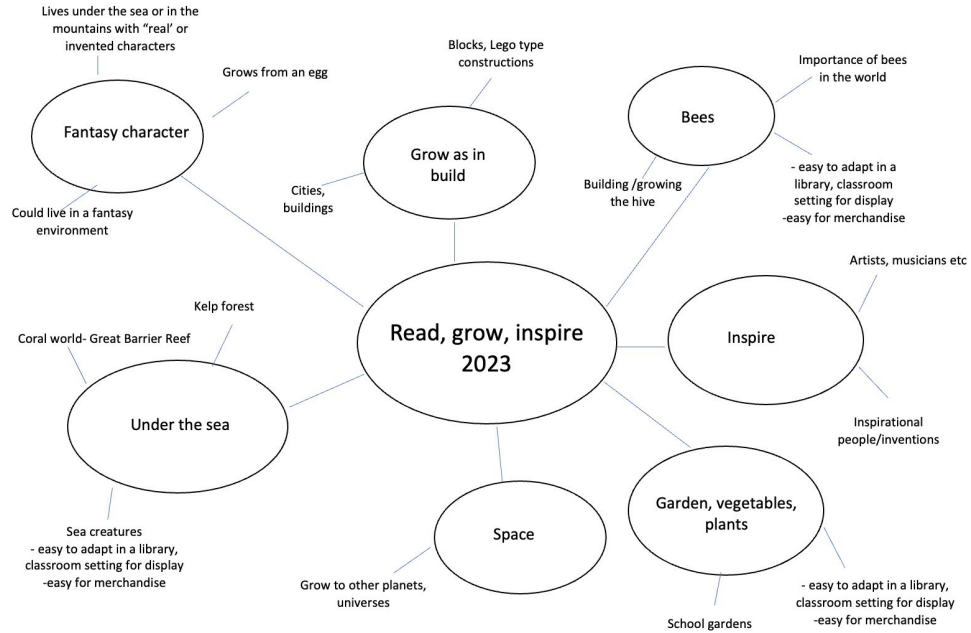 Lives under the sea or in the
mountains with “real’ or
invented characters
Grows from an egg
Fantasy character
Could live in a fantasy
environment
Blocks, Lego type
constructions
Grow as in
build
Cities,
buildings
Importance of bees
in the world
Bees
Building /growing
the hive
- easy to adapt in a
library, classroom
setting for display
-easy for merchandise
Read, grow, inspire
2023
Artists, musicians etc
Inspire
Inspirational
people/inventions
Kelp forest
Coral world- Great Barrier Reef
Under the sea
Sea creatures
- easy to adapt in a library,
classroom setting for display
-easy for merchandise
Space
Grow to other planets,
universes
Garden, vegetables,
plants
School gardens
- easy to adapt in a library,
classroom setting for display
-easy for merchandise